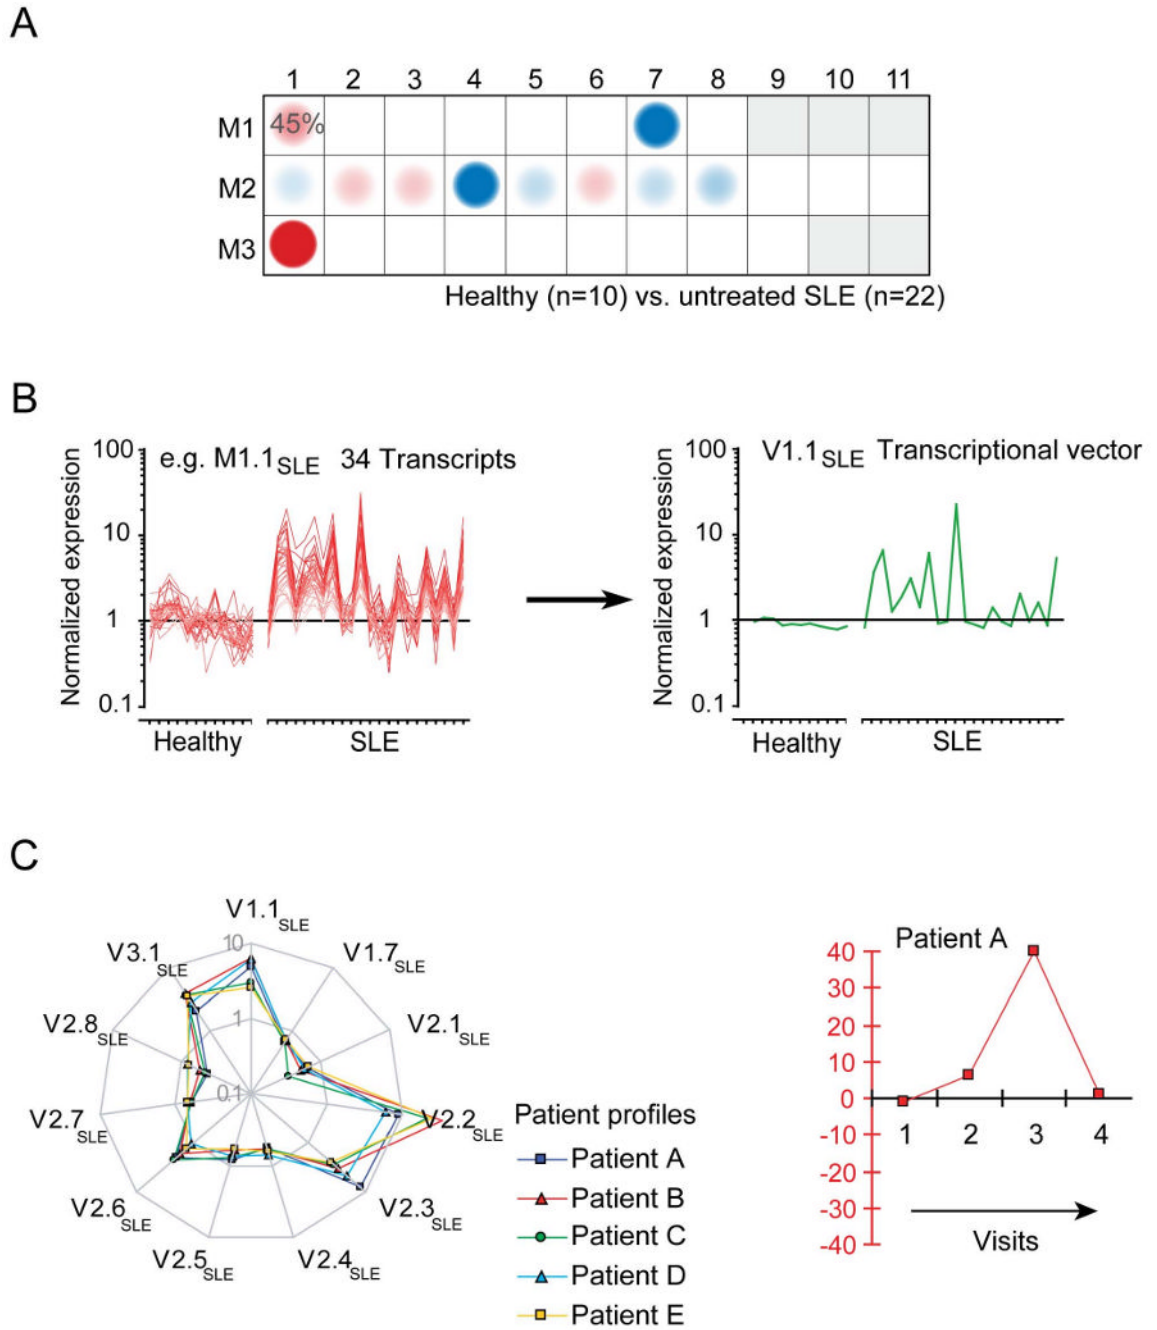 A
1 2 3 4 5 6 7 8 9 10 11
M1 45%
M2
M3
Healthy (n=10) vs. untreated SLE (n=22)
B
Normalized expression
100
10
1
0.1
e.g. M1.1SLE 34 Transcripts
Healthy SLE
Normalized expression
100
10
1
0.1
V1.1SLE Transcriptional vector
Healthy SLE
C
V1.1SLE
V1.7SLE
V2.1SLE
V2.2SLE
V2.3SLE
V2.4SLE
V2.5SLE
V2.6SLE
V2.7SLE
V2.8SLE
V3.1SLE
10
1
0.1
Patient profiles
Patient A
Patient B
Patient C
Patient D
Patient E
Patient A
40
30
20
10
0
-10
-20
-30
-40
1 2 3 4
Visits